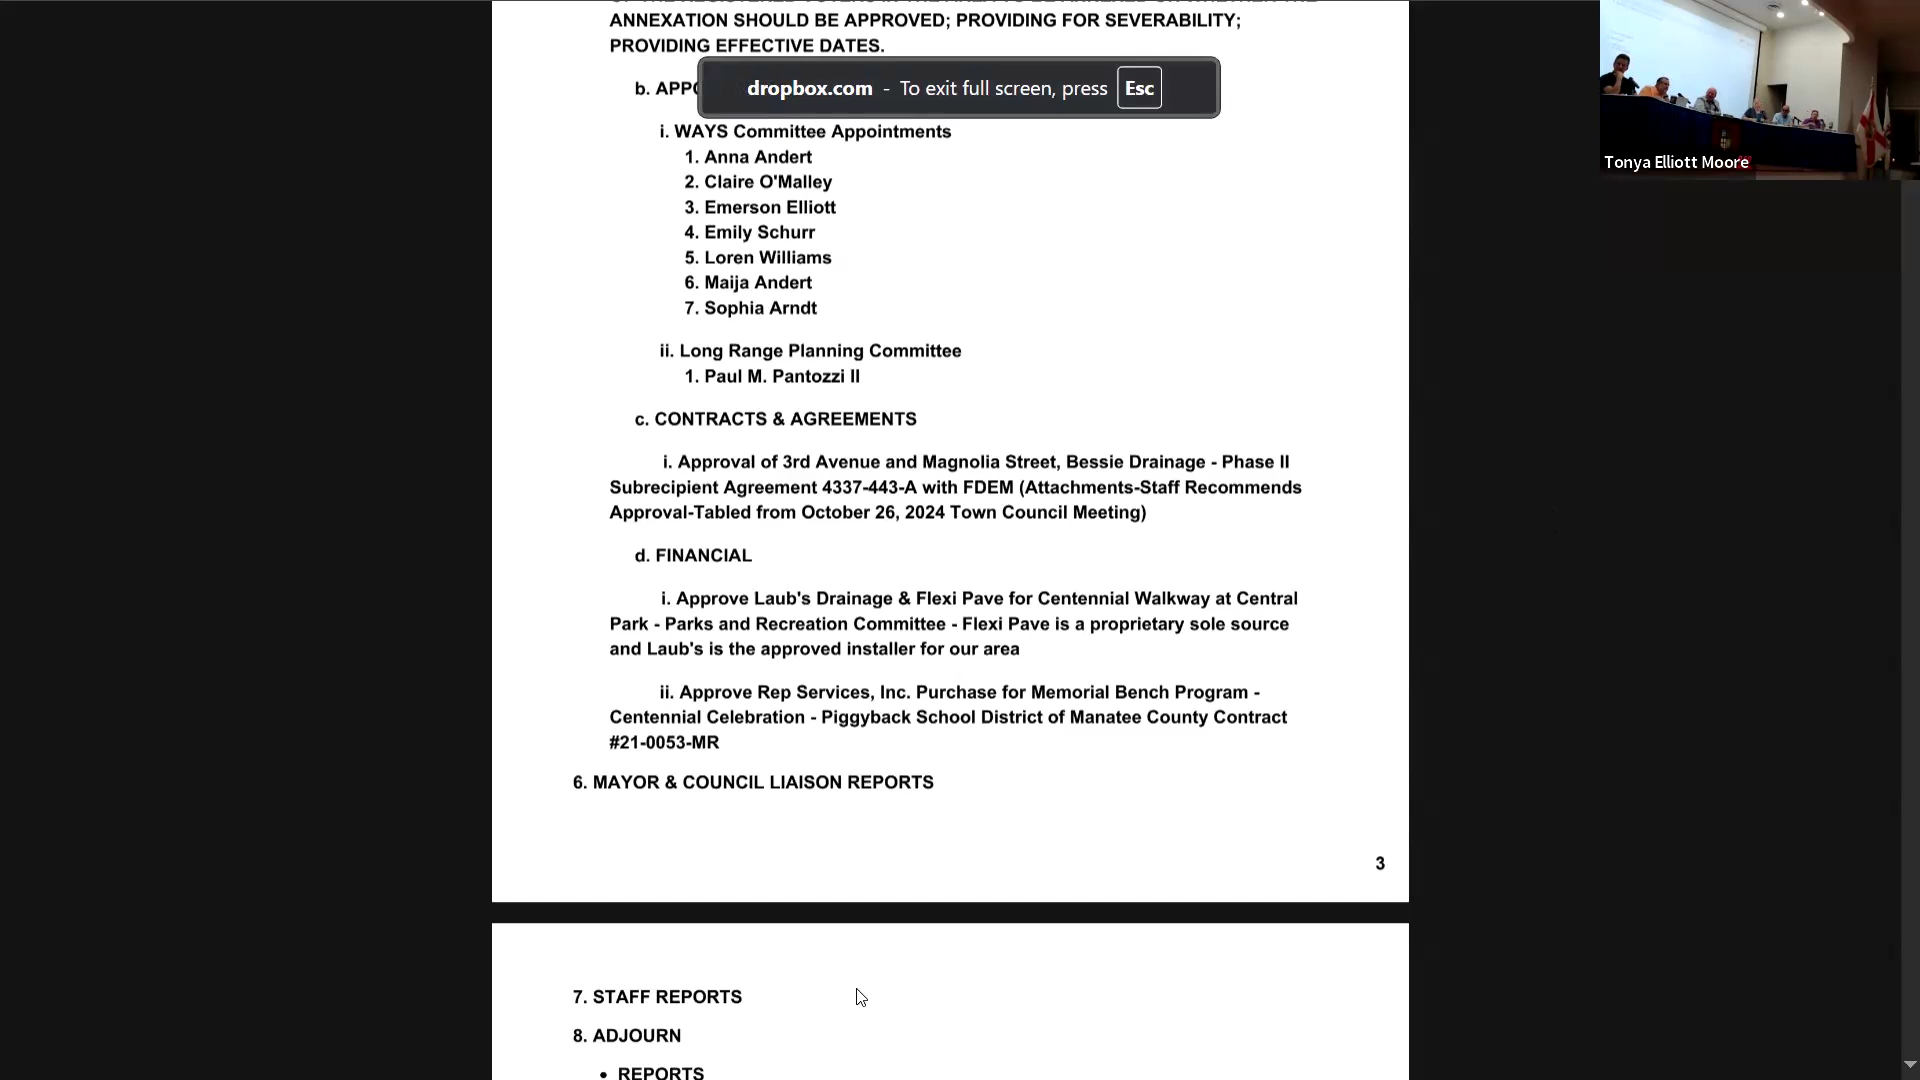 ANNEXATION SHOULD BE APPROVED; PROVIDING FOR SEVERABILITY;
PROVIDING EFFECTIVE DATES.
b. APPO
dropbox.com - To exit full screen, press Esc
i. WAYS Committee Appointments
1. Anna Andert
2. Claire O'Malley
3. Emerson Elliott
4. Emily Schurr
5. Loren Williams
6. Maija Andert
7. Sophia Arndt
ii. Long Range Planning Committee
1. Paul M. Pantozzi II
c. CONTRACTS & AGREEMENTS
i. Approval of 3rd Avenue and Magnolia Street, Bessie Drainage - Phase II
Subrecipient Agreement 4337-443-A with FDEM (Attachments-Staff Recommends
Approval-Tabled from October 26, 2024 Town Council Meeting)
d. FINANCIAL
i. Approve Laub's Drainage & Flexi Pave for Centennial Walkway at Central
Park - Parks and Recreation Committee - Flexi Pave is a proprietary sole source
and Laub's is the approved installer for our area
ii. Approve Rep Services, Inc. Purchase for Memorial Bench Program -
Centennial Celebration - Piggyback School District of Manatee County Contract
#21-0053-MR
6. MAYOR & COUNCIL LIAISON REPORTS
3
7. STAFF REPORTS
8. ADJOURN
• REPORTS
Tonya Elliott Moore